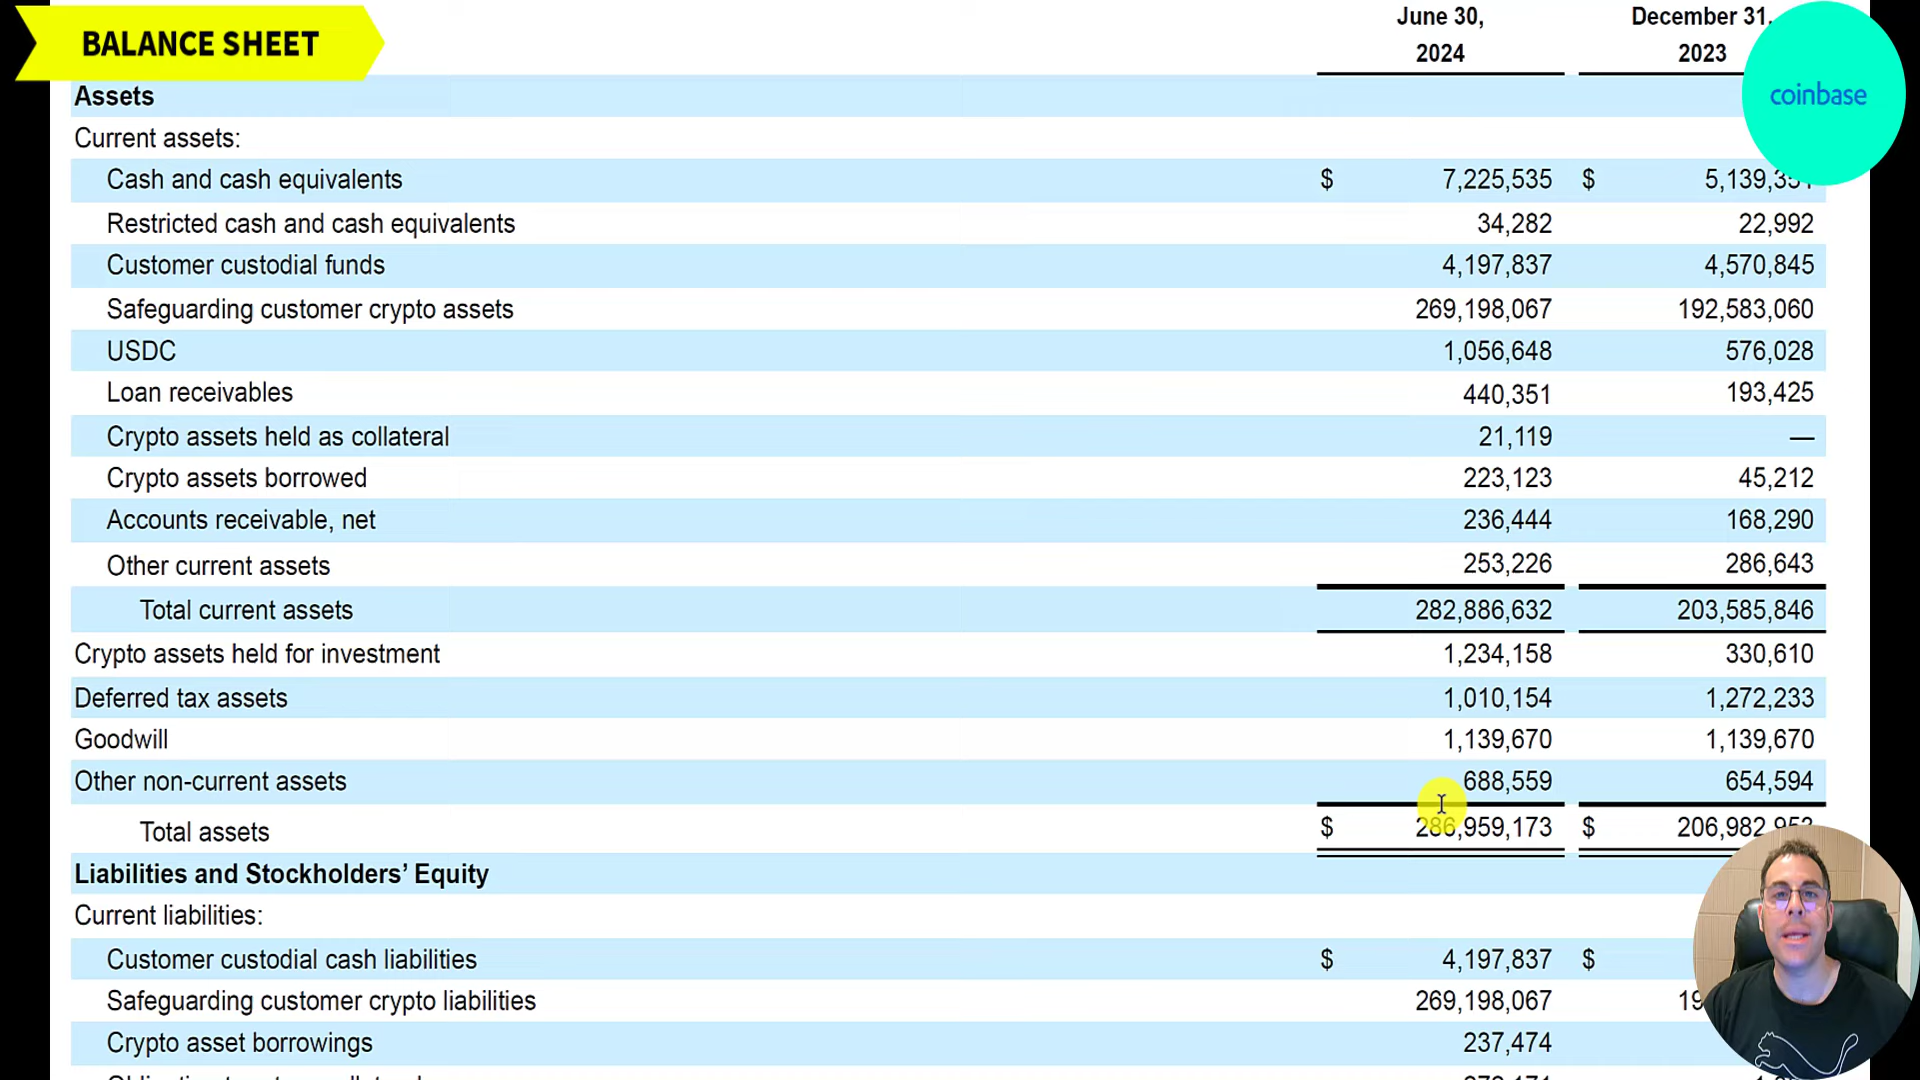 BALANCE SHEET
June 30, December 31,
2024 2023
coinbase
Assets
Current assets:
Cash and cash equivalents $ 7,225,535 $
Restricted cash and cash equivalents 34,282 22,992
Customer custodial funds 4,197,837 4,570,845
Safeguarding customer crypto assets 269,198,067 192,583,060
USDC 1,056,648 576,028
Loan receivables 440,351 193,425
Crypto assets held as collateral 21,119 —
Crypto assets borrowed 223,123 45,212
Accounts receivable, net 236,444 168,290
Other current assets 253,226 286,643
Total current assets 282,886,632 203,585,846
Crypto assets held for investment 1,234,158 330,610
Deferred tax assets 1,010,154 1,272,233
Goodwill 1,139,670 1,139,670
Other non-current assets 688,559 654,594
Total assets $ 286,959,173 $
Liabilities and Stockholders’ Equity
Current liabilities:
Customer custodial cash liabilities $ 4,197,837 $
Safeguarding customer crypto liabilities 269,198,067
Crypto asset borrowings 237,474